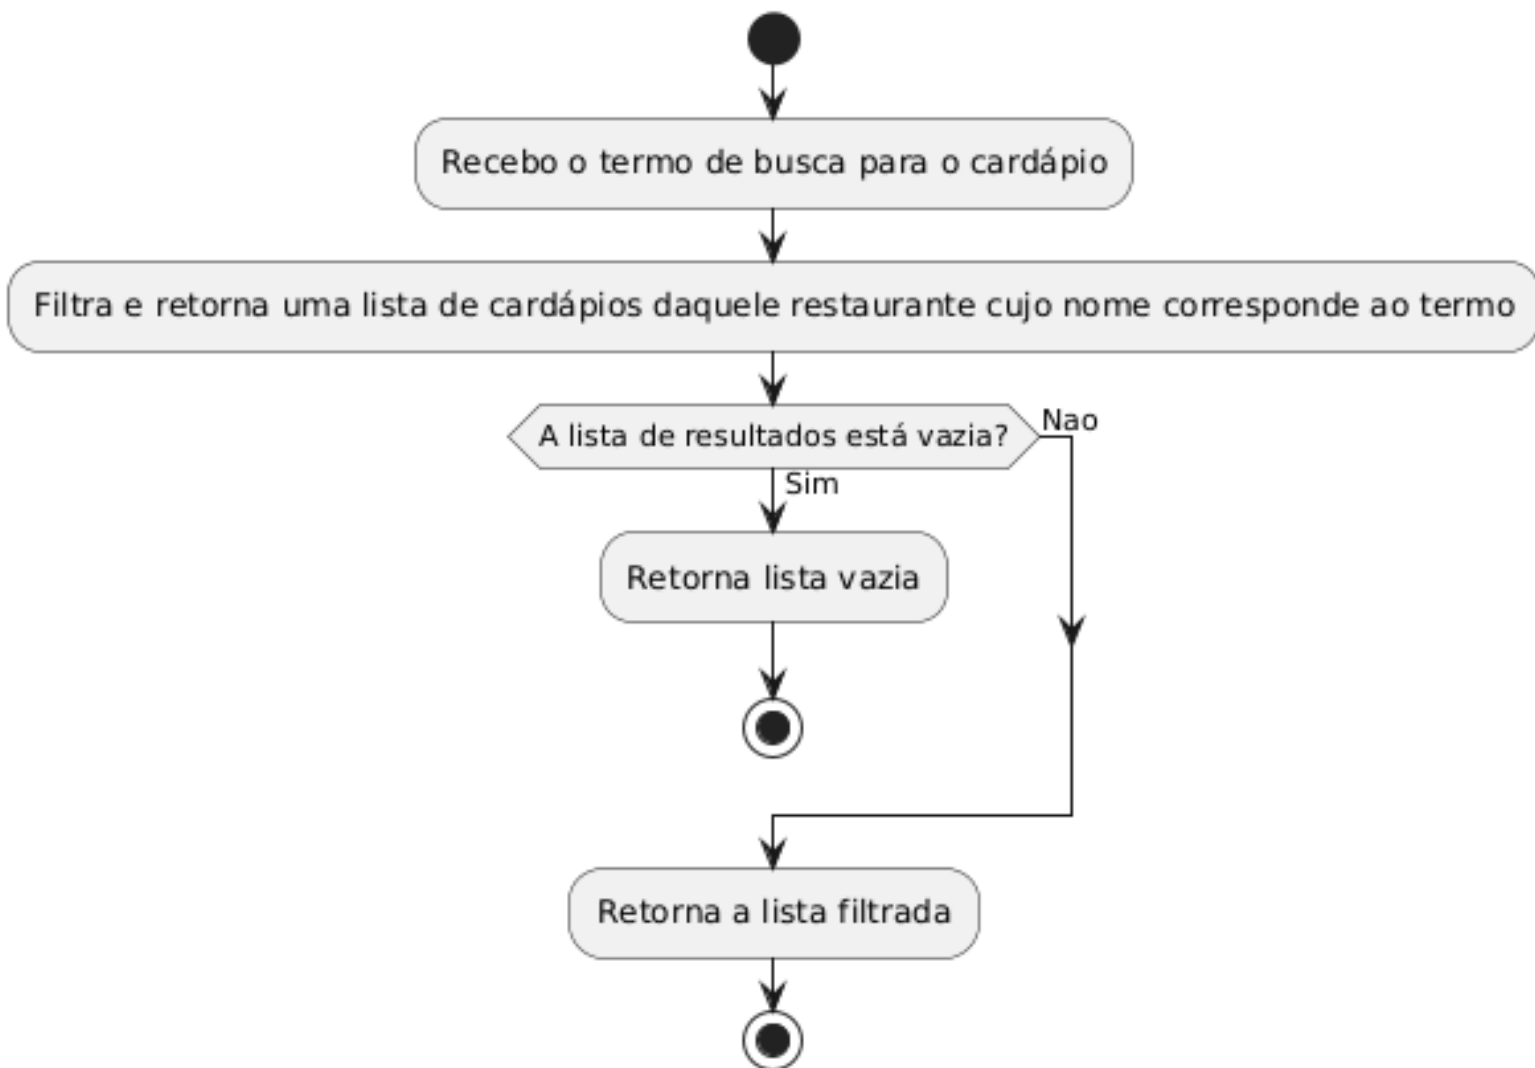 Recebo o termo de busca para o cardápio
Filtra e retorna uma lista de cardápios daquele restaurante cujo nome corresponde ao termo
A lista de resultados está vazia?
Nao
Sim
Retorna lista vazia
Retorna a lista filtrada